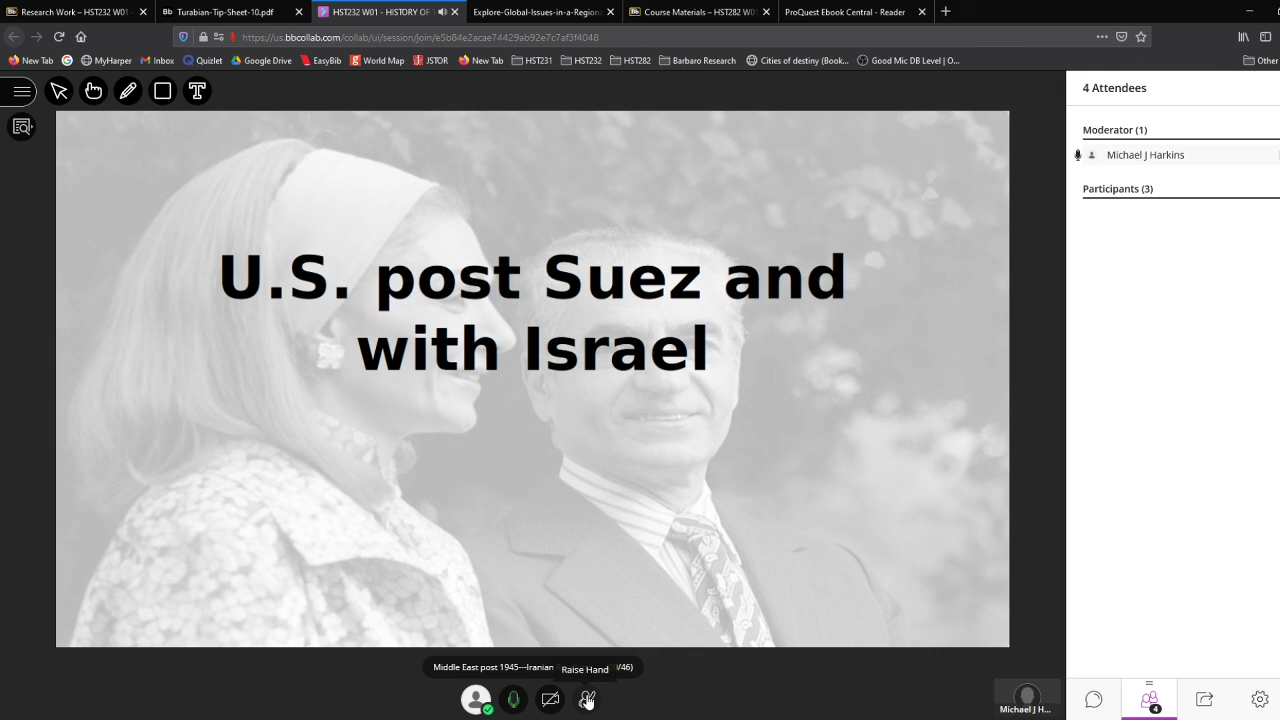 Research Work – HST232 W01 -
Turabian-Tip-Sheet-10.pdf
HST232 W01 - HISTORY OF
Explore-Global-Issues-in-a-Region
Course Materials – HST282 W0
ProQuest Ebook Central - Reader
https://us.bbcollab.com/collab/ui/session/join/e5b84e2acae74429ab92e7c7af3f4048
New Tab
MyHarper
Inbox
Quizlet
Google Drive
EasyBib
World Map
JSTOR
New Tab
HST231
HST232
HST282
Barbaro Research
Cities of destiny (Book...
Good Mic DB Level | O...
Other
4 Attendees
Moderator (1)
Michael J Harkins
Participants (3)
U.S. post Suez and
with Israel
Middle East post 1945---Iranian
/46)
Raise Hand
Michael J H...
4